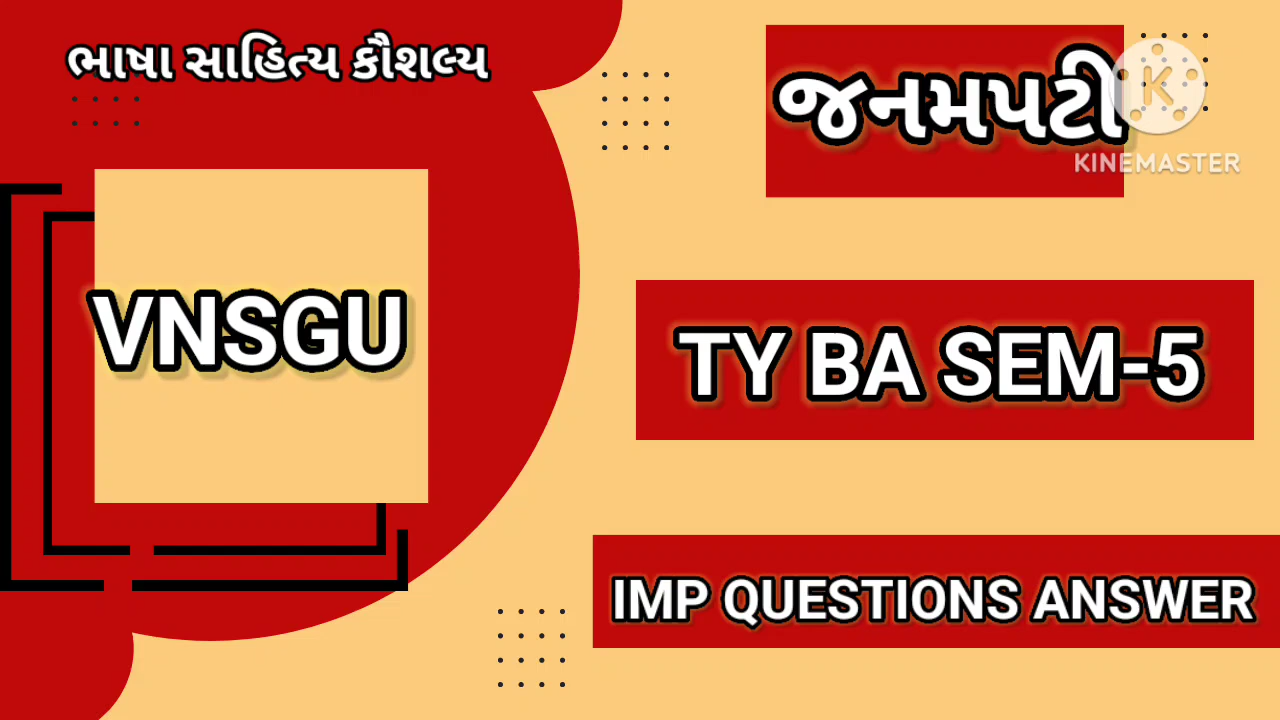 ભાષા સાહિત્ય કૌશલ્ય
જનમપટી
K
KINEMASTER
VNSGU
TY BA SEM-5
IMP QUESTIONS ANSWER